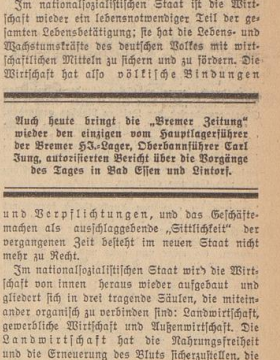 Im nationalsozialistischen Staat ist die Wirt-
schaft wieder ein lebensnotwendiger Teil der ge-
samten Lebensbetätigung; sie hat die Lebens- und
Wachstumskräfte des deutschen Volkes mit wirt-
schaftlichen Mitteln zu sichern und zu fördern. Die
Wirtschaft hat also völkische Bindungen
Auch heute bringt die „Bremer Zeitung“
wieder den einzigen vom Hauptlagerführer
der Bremer HJ.-Lager, Oberbannführer Carl
Jung, autorisierten Bericht über die Vorgänge
des Tages in Bad Essen und Lintorf.
und Verpflichtungen, und das Geschäfte-
machen als ausschlaggebende „Sittlichkeit“ der
vergangenen Zeit besteht im neuen Staat nicht
mehr zu Recht.
Im nationalsozialistischen Staat wird die Wirt-
schaft von innen heraus wieder aufgebaut und
gliedert sich in drei tragende Säulen, die mitein-
ander organisch zu verbinden sind: Landwirtschaft,
gewerbliche Wirtschaft und Außenwirtschaft. Die
Landwirtschaft hat die Nahrungsfreiheit
und die Erneuerung des Bluts sicherzustellen, die